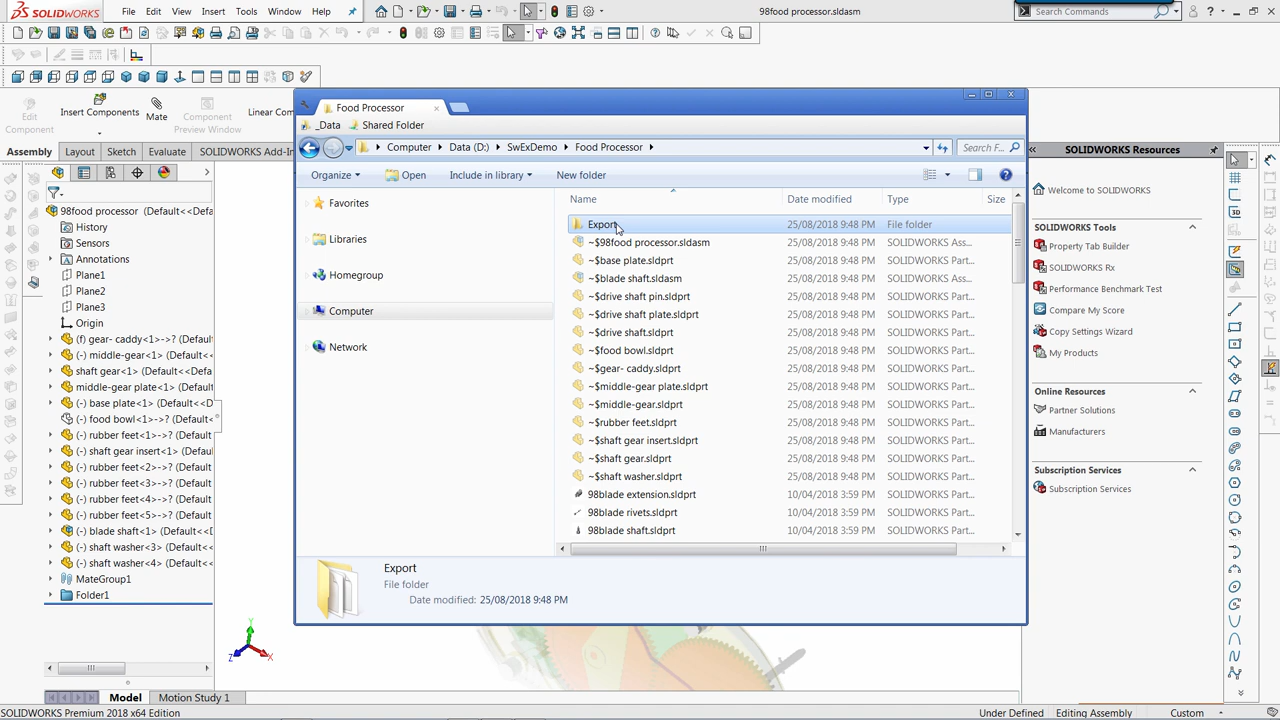 SOLIDWORKS File Edit View Insert Tools Window Help 98food processor.sldasm Search Commands
Edit Component
Insert Components
Mate
Component Preview Window
Linear Com
Assembly Layout Sketch Evaluate SOLIDWORKS Add-In
98food processor (Default<<Defa
History
Sensors
Annotations
Plane1
Plane2
Plane3
Origin
(f) gear- caddy<1>->? (Default<
(-) middle-gear<1> (Default<<D
shaft gear<1> (Default<<Default
middle-gear plate<1> (Default<<
(-) base plate<1> (Default<<D
(-) food bowl<1>->? (Default<
(-) rubber feet<1>->? (Default
(-) shaft gear insert<1> (Default
(-) rubber feet<2>->? (Default
(-) rubber feet<3>->? (Default
(-) rubber feet<4>->? (Default
(-) rubber feet<5>->? (Default
(-) blade shaft<1> (Default<D
(-) shaft washer<3> (Default<
(-) shaft washer<4> (Default<
MateGroup1
Folder1
Food Processor
_Data Shared Folder
Computer Data (D:) SwExDemo Food Processor Search F...
Organize Open Include in library New folder
Favorites
Libraries
Homegroup
Computer
Network
Name Date modified Type Size
Export 25/08/2018 9:48 PM File folder
~$98food processor.sldasm 25/08/2018 9:48 PM SOLIDWORKS Ass...
~$base plate.sldprt 25/08/2018 9:48 PM SOLIDWORKS Part...
~$blade shaft.sldasm 25/08/2018 9:48 PM SOLIDWORKS Ass...
~$drive shaft pin.sldprt 25/08/2018 9:48 PM SOLIDWORKS Part...
~$drive shaft plate.sldprt 25/08/2018 9:48 PM SOLIDWORKS Part...
~$drive shaft.sldprt 25/08/2018 9:48 PM SOLIDWORKS Part...
~$food bowl.sldprt 25/08/2018 9:48 PM SOLIDWORKS Part...
~$gear- caddy.sldprt 25/08/2018 9:48 PM SOLIDWORKS Part...
~$middle-gear plate.sldprt 25/08/2018 9:48 PM SOLIDWORKS Part...
~$middle-gear.sldprt 25/08/2018 9:48 PM SOLIDWORKS Part...
~$rubber feet.sldprt 25/08/2018 9:48 PM SOLIDWORKS Part...
~$shaft gear insert.sldprt 25/08/2018 9:48 PM SOLIDWORKS Part...
~$shaft gear.sldprt 25/08/2018 9:48 PM SOLIDWORKS Part...
~$shaft washer.sldprt 25/08/2018 9:48 PM SOLIDWORKS Part...
98blade extension.sldprt 10/04/2018 3:59 PM SOLIDWORKS Part...
98blade rivets.sldprt 10/04/2018 3:59 PM SOLIDWORKS Part...
98blade shaft.sldprt 10/04/2018 3:59 PM SOLIDWORKS Part...
Export
File folder
Date modified: 25/08/2018 9:48 PM
SOLIDWORKS Resources
Welcome to SOLIDWORKS
SOLIDWORKS Tools
Property Tab Builder
SOLIDWORKS Rx
Performance Benchmark Test
Compare My Score
Copy Settings Wizard
My Products
Online Resources
Partner Solutions
Manufacturers
Subscription Services
Subscription Services
Y
Z X
Model Motion Study 1
SOLIDWORKS Premium 2018 x64 Edition Under Defined Editing Assembly Custom